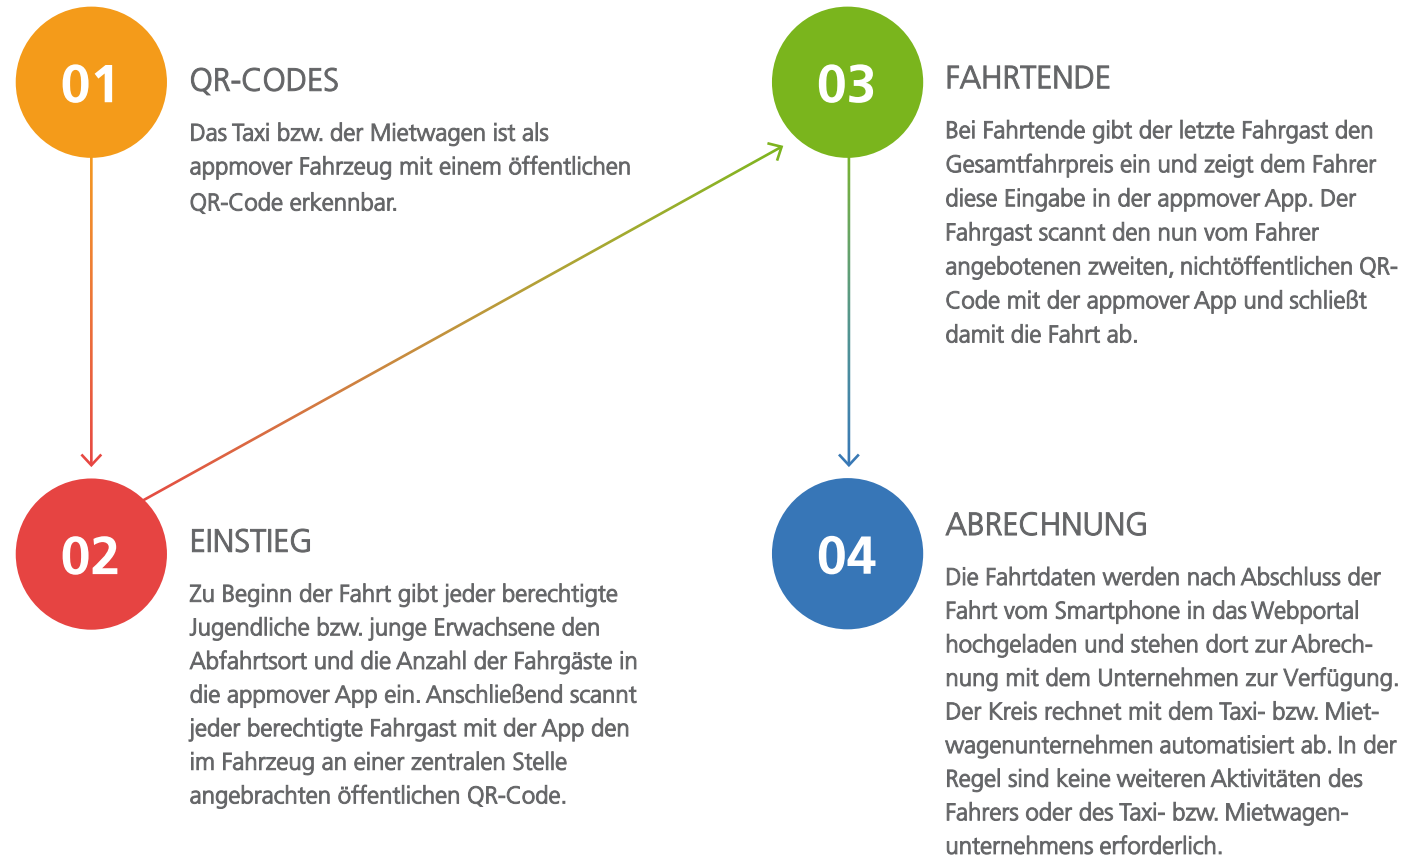 01
QR-CODES
Das Taxi bzw. der Mietwagen ist als
appmover Fahrzeug mit einem öffentlichen
QR-Code erkennbar.
02
EINSTIEG
Zu Beginn der Fahrt gibt jeder berechtigte
Jugendliche bzw. junge Erwachsene den
Abfahrtsort und die Anzahl der Fahrgäste in
die appmover App ein. Anschließend scannt
jeder berechtigte Fahrgast mit der App den
im Fahrzeug an einer zentralen Stelle
angebrachten öffentlichen QR-Code.
03
FAHRTENDE
Bei Fahrtende gibt der letzte Fahrgast den
Gesamtfahrpreis ein und zeigt dem Fahrer
diese Eingabe in der appmover App. Der
Fahrgast scannt den nun vom Fahrer
angebotenen zweiten, nichtöffentlichen QR-
Code mit der appmover App und schließt
damit die Fahrt ab.
04
ABRECHNUNG
Die Fahrtdaten werden nach Abschluss der
Fahrt vom Smartphone in das Webportal
hochgeladen und stehen dort zur Abrech-
nung mit dem Unternehmen zur Verfügung.
Der Kreis rechnet mit dem Taxi- bzw. Miet-
wagenunternehmen automatisiert ab. In der
Regel sind keine weiteren Aktivitäten des
Fahrers oder des Taxi- bzw. Mietwagen-
unternehmens erforderlich.